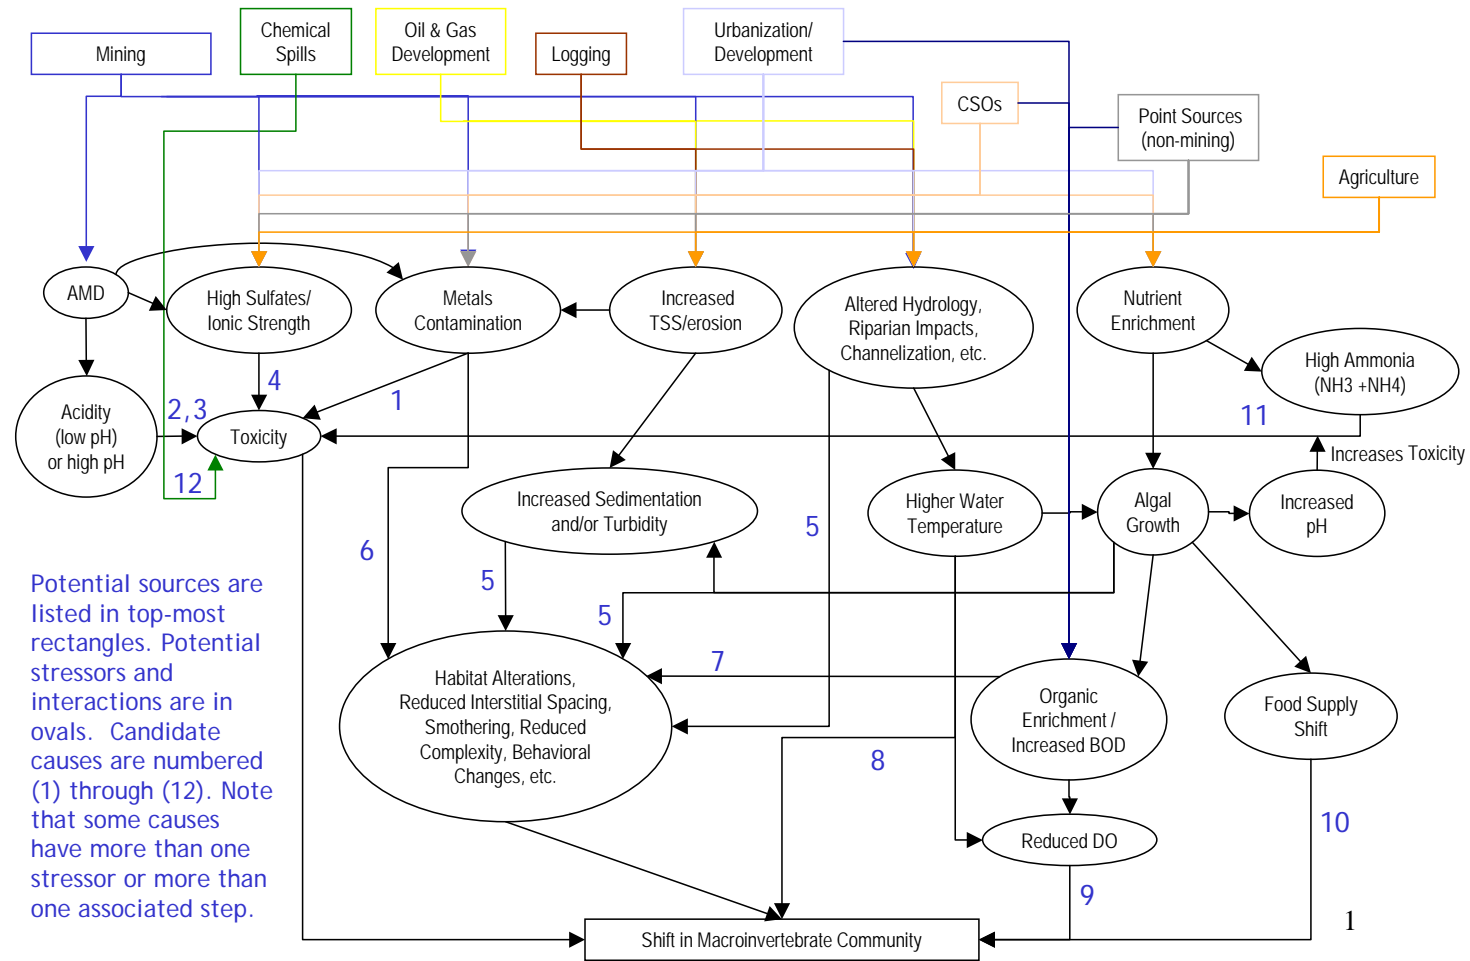 Mining
Chemical
Spills
Oil & Gas
Development
Logging
Urbanization/
Development
CSOs
Point Sources
(non-mining)
Agriculture
AMD
High Sulfates/
Ionic Strength
Metals
Contamination
Increased
TSS/erosion
Altered Hydrology,
Riparian Impacts,
Channelization, etc.
Nutrient
Enrichment
High Ammonia
(NH3 +NH4)
4
1
2,3
11
Acidity
(low pH)
or high pH
Toxicity
Increases Toxicity
12
Increased Sedimentation
and/or Turbidity
Higher Water
Temperature
Algal
Growth
Increased
pH
5
6
5
5
7
Potential sources are
listed in top-most
rectangles. Potential
stressors and
interactions are in
ovals. Candidate
causes are numbered
(1) through (12). Note
that some causes
have more than one
stressor or more than
one associated step.
Habitat Alterations,
Reduced Interstitial Spacing,
Smothering, Reduced
Complexity, Behavioral
Changes, etc.
Organic
Enrichment /
Increased BOD
Food Supply
Shift
8
10
Reduced DO
9
Shift in Macroinvertebrate Community
1